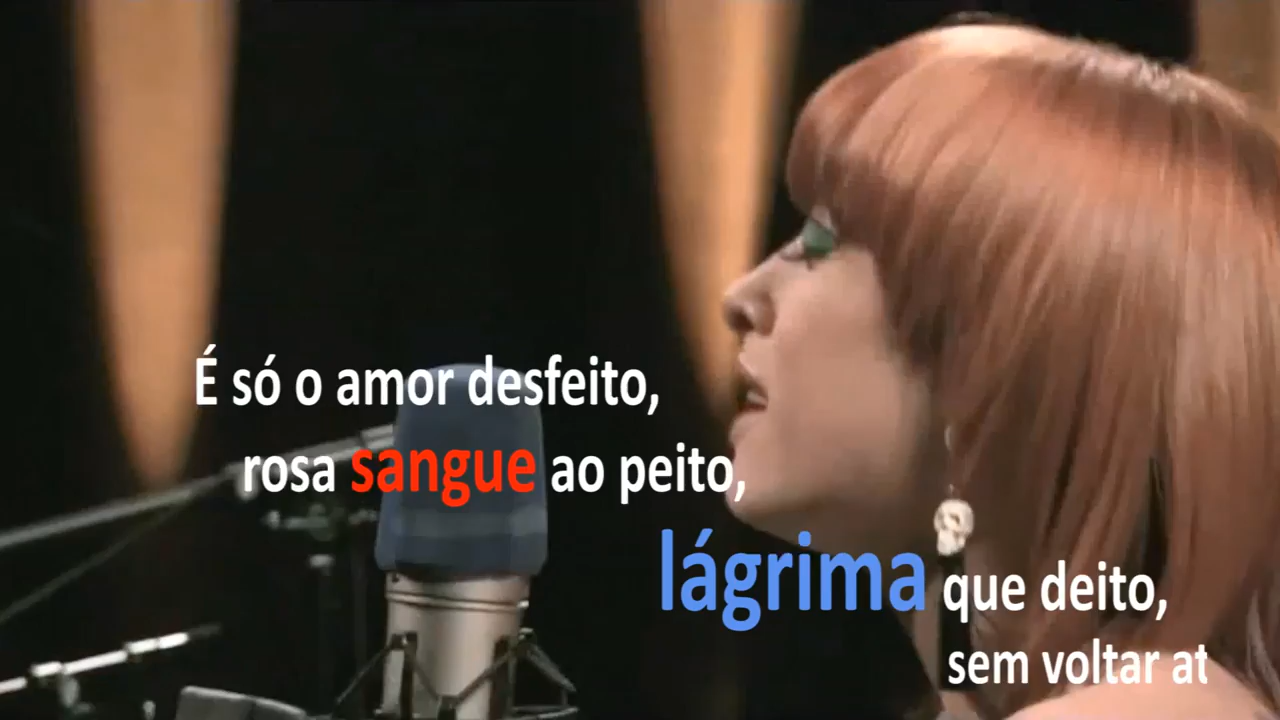 É só o amor desfeito,
rosa sangue ao peito,
lágrima que deito,
sem voltar at